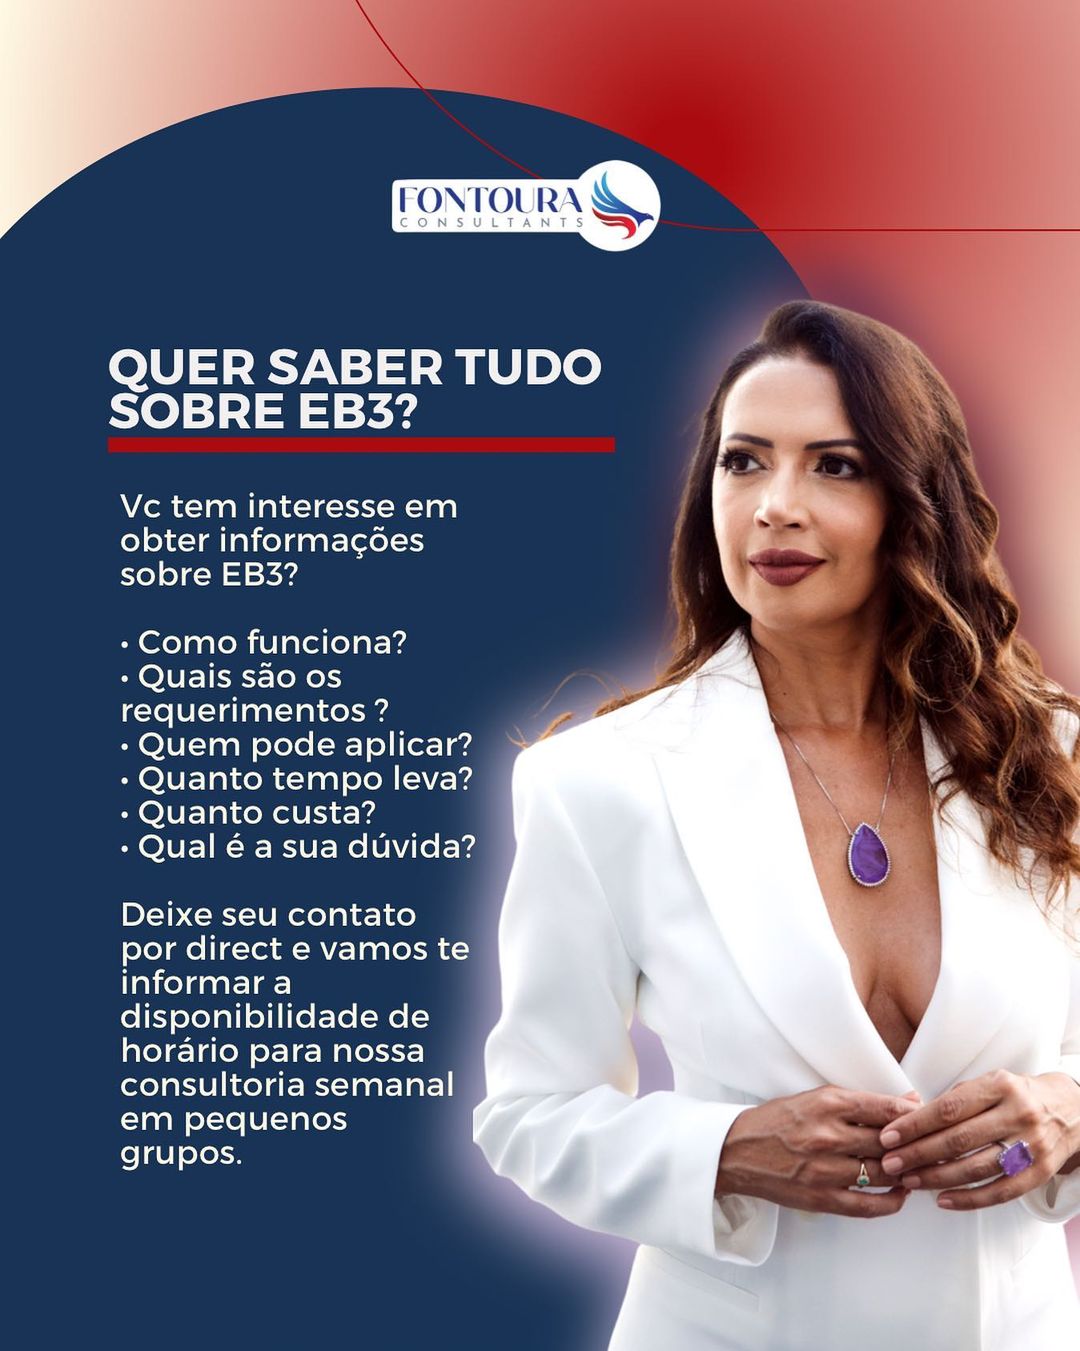 FONTOURA
CONSULTANTS
QUER SABER TUDO
SOBRE EB3?
Vc tem interesse em
obter informações
sobre EB3?
• Como funciona?
• Quais são os
requerimentos ?
• Quem pode aplicar?
• Quanto tempo leva?
• Quanto custa?
• Qual é a sua dúvida?
Deixe seu contato
por direct e vamos te
informar a
disponibilidade de
horário para nossa
consultoria semanal
em pequenos
grupos.